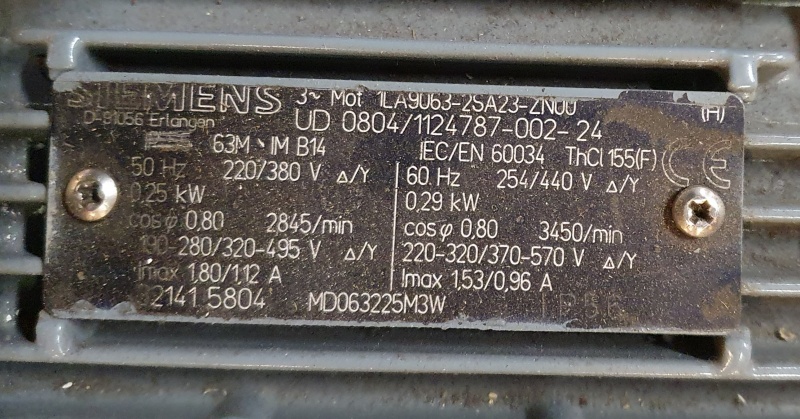 SIEMENS 3~ Mot 1LA9063-2SA23-ZN00
D-91056 Erlangen UD 0804/1124787-002-24 (H)
63M IM B14 IEC/EN 60034 ThCl 155(F) CE
50 Hz 220/380 V Δ/Y 60 Hz 254/440 V Δ/Y
0,25 kW 0,29 kW
cosφ 0,80 2845/min cosφ 0,80 3450/min
190-280/320-495 V Δ/Y 220-320/370-570 V Δ/Y
Imax 1.80/1.12 A Imax 1.53/0,96 A
21415804 MD063225M3W IP56